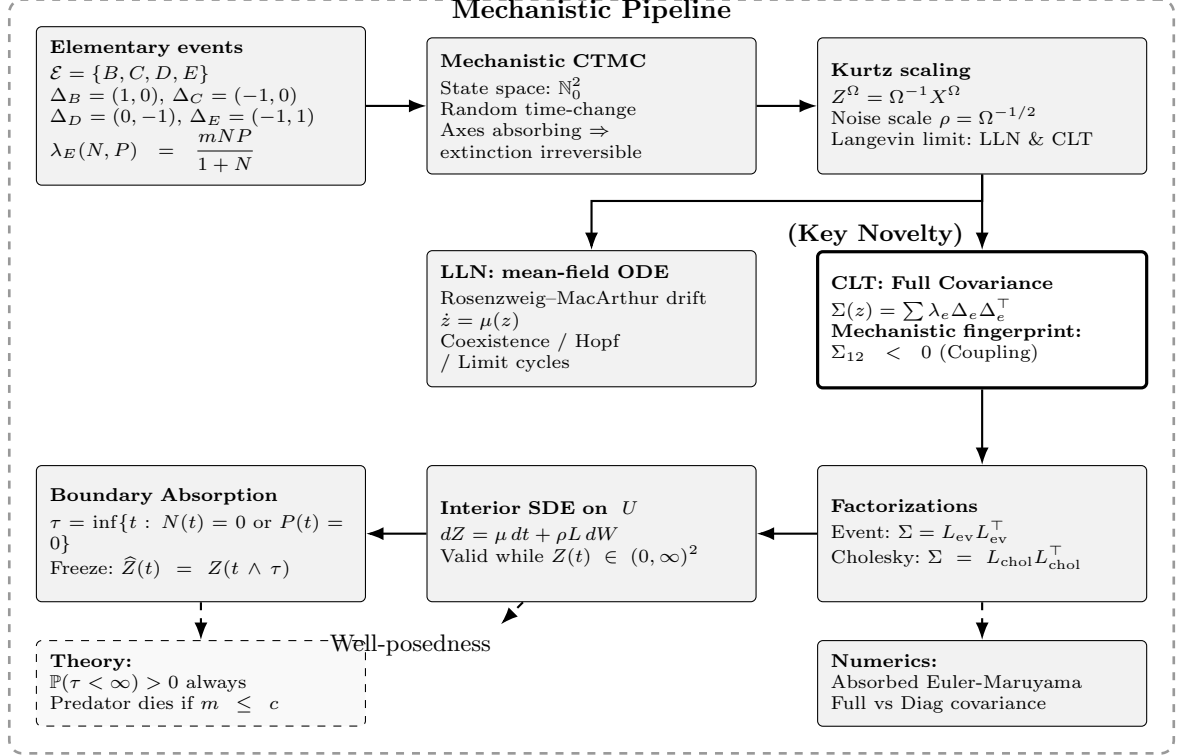 Mechanistic Pipeline
Elementary events
ℰ = {B, C, D, E}
Δ_B = (1, 0), Δ_C = (−1, 0)
Δ_D = (0, −1), Δ_E = (−1, 1)
λ_E(N, P) = mNP / (1 + N)
Mechanistic CTMC
State space: ℕ₀²
Random time-change
Axes absorbing ⇒
extinction irreversible
Kurtz scaling
Z^Ω = Ω^{−1}X^Ω
Noise scale ρ = Ω^{−1/2}
Langevin limit: LLN & CLT
LLN: mean-field ODE
Rosenzweig–MacArthur drift
ż = μ(z)
Coexistence / Hopf
/ Limit cycles
(Key Novelty)
CLT: Full Covariance
Σ(z) = ∑ λ_e Δ_e Δ_e^⊤
Mechanistic fingerprint:
Σ₁₂ < 0 (Coupling)
Boundary Absorption
τ = inf{t : N(t) = 0 or P(t) =
0}
Freeze: Ẑ(t) = Z(t ∧ τ)
Interior SDE on U
dZ = μ dt + ρL dW
Valid while Z(t) ∈ (0, ∞)²
Factorizations
Event: Σ = L_ev L_ev^⊤
Cholesky: Σ = L_chol L_chol^⊤
Well-posedness
Theory:
ℙ(τ < ∞) > 0 always
Predator dies if m ≤ c
Numerics:
Absorbed Euler-Maruyama
Full vs Diag covariance